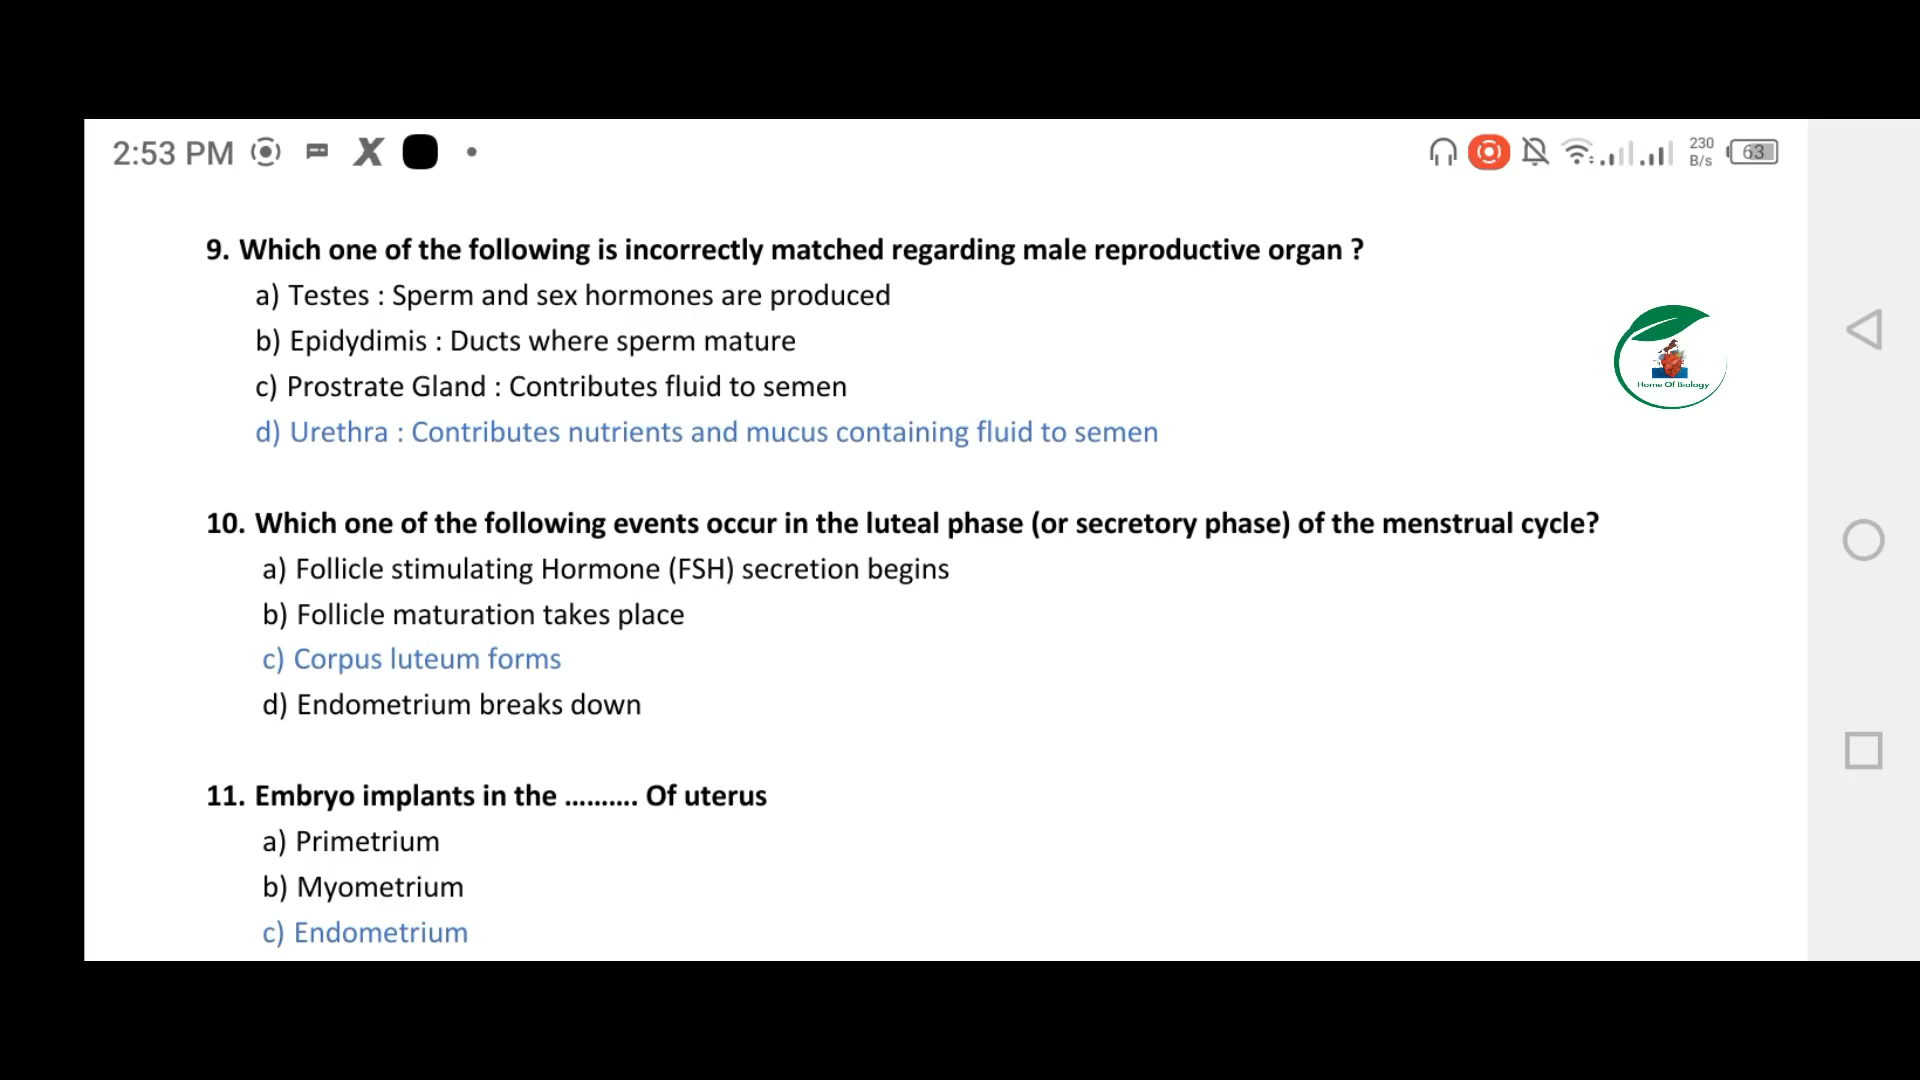 2:53 PM
230 B/s
63
9. Which one of the following is incorrectly matched regarding male reproductive organ ?
a) Testes : Sperm and sex hormones are produced
b) Epidydimis : Ducts where sperm mature
c) Prostrate Gland : Contributes fluid to semen
d) Urethra : Contributes nutrients and mucus containing fluid to semen
Home Of Biology
10. Which one of the following events occur in the luteal phase (or secretory phase) of the menstrual cycle?
a) Follicle stimulating Hormone (FSH) secretion begins
b) Follicle maturation takes place
c) Corpus luteum forms
d) Endometrium breaks down
11. Embryo implants in the .......... Of uterus
a) Primetrium
b) Myometrium
c) Endometrium